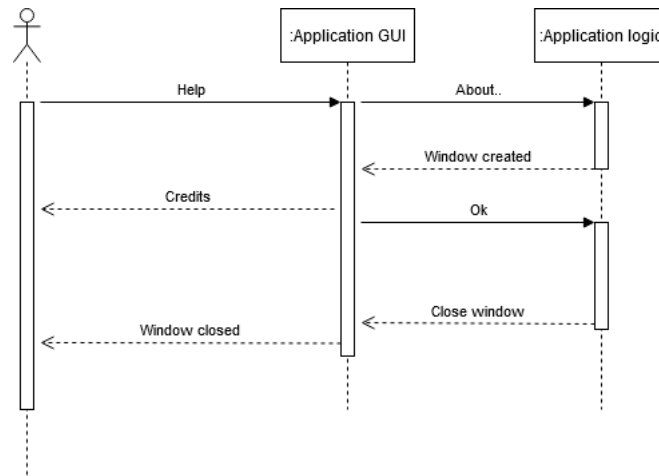 :Application GUI
:Application logic
Help
About..
Window created
Credits
Ok
Close window
Window closed